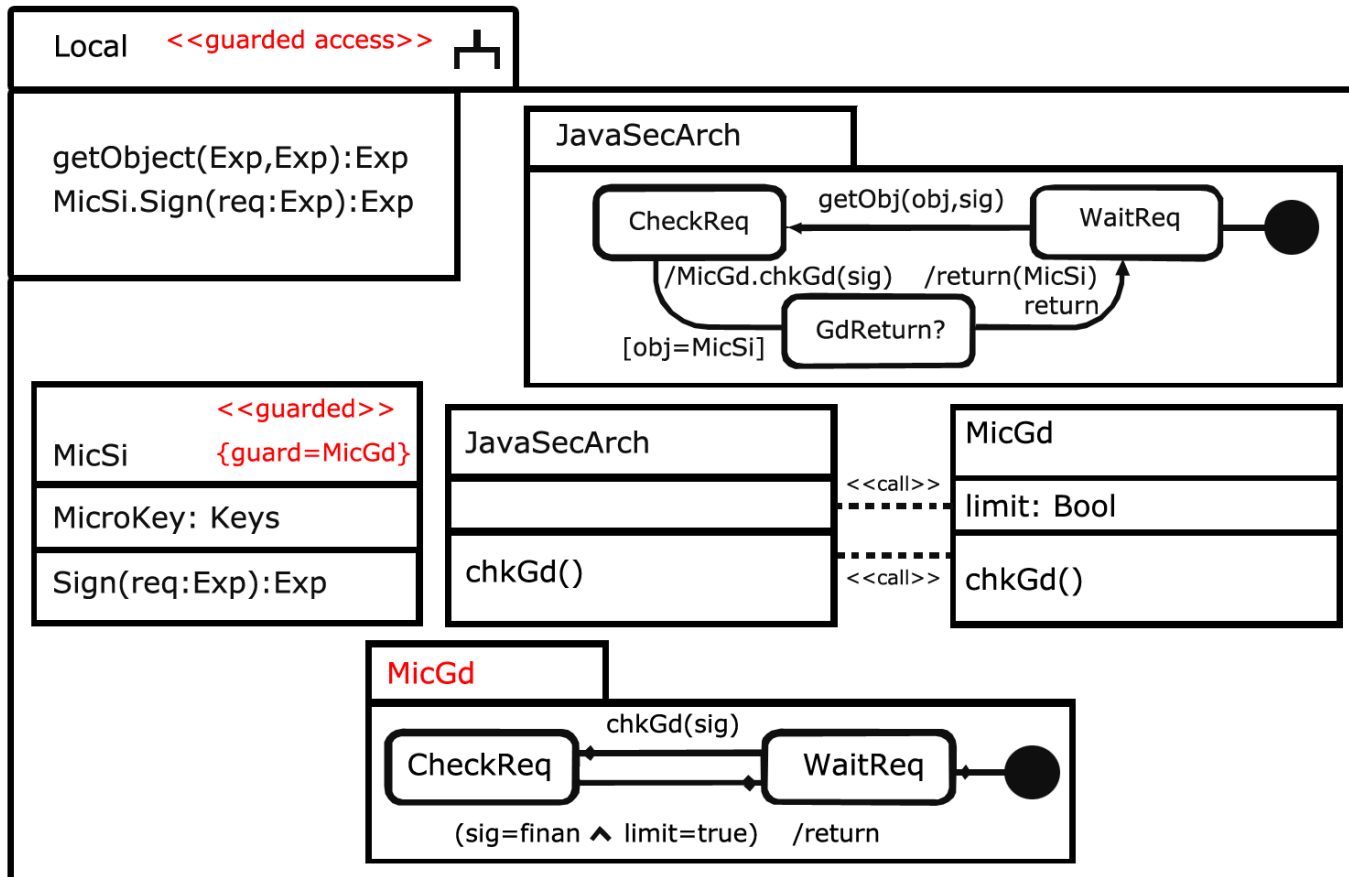 Local <<guarded access>>
getObject(Exp,Exp):Exp
MicSi.Sign(req:Exp):Exp
JavaSecArch
CheckReq
getObj(obj,sig)
WaitReq
/MicGd.chkGd(sig)
/return(MicSi)
return
GdReturn?
[obj=MicSi]
<<guarded>>
MicSi {guard=MicGd}
MicroKey: Keys
Sign(req:Exp):Exp
JavaSecArch
chkGd()
<<call>>
<<call>>
MicGd
limit: Bool
chkGd()
MicGd
chkGd(sig)
CheckReq
WaitReq
(sig=finan ∧ limit=true) /return